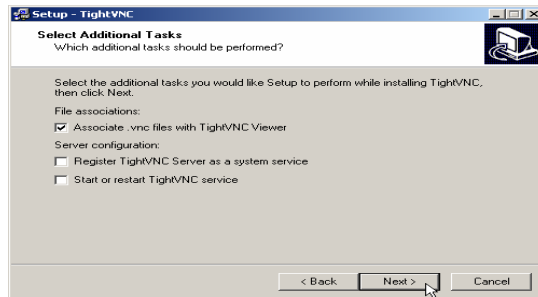 Setup - TightVNC
Select Additional Tasks
Which additional tasks should be performed?
Select the additional tasks you would like Setup to perform while installing TightVNC,
then click Next.
File associations:
Associate .vnc files with TightVNC Viewer
Server configuration:
Register TightVNC Server as a system service
Start or restart TightVNC service
< Back Next > Cancel